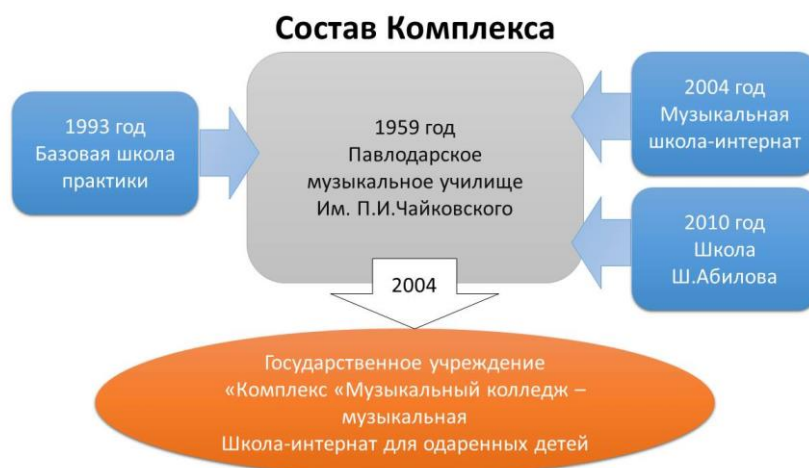 Состав Комплекса
1993 год
Базовая школа
практики
1959 год
Павлодарское
музыкальное училище
Им. П.И.Чайковского
2004 год
Музыкальная
школа-интернат
2010 год
Школа
Ш.Абилова
2004
Государственное учреждение
«Комплекс «Музыкальный колледж –
музыкальная
Школа-интернат для одаренных детей